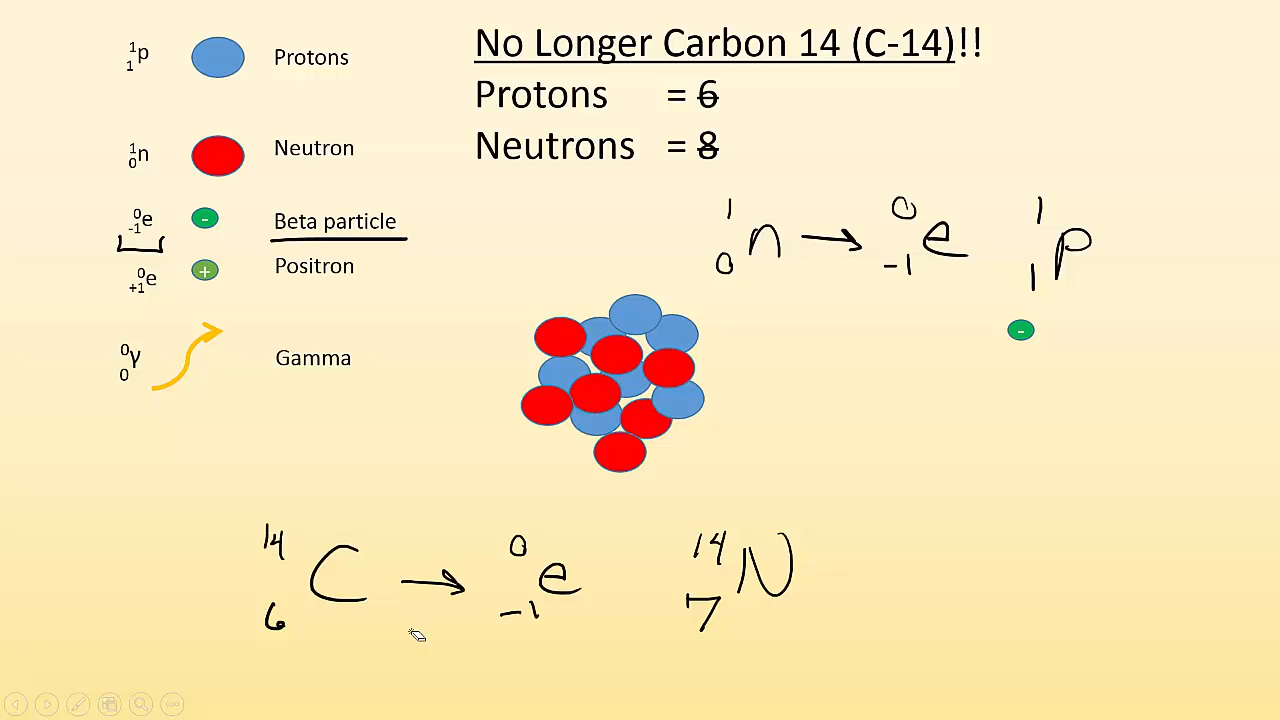 No Longer Carbon 14 (C-14)!!
Protons = 6
Neutrons = 8
1
1p Protons
1
0n Neutron
0
-1e - Beta particle
0
+1e + Positron
0
0γ Gamma
1 0 1
0n → -1e 1p
-
14 0 14
6C → -1e 7N